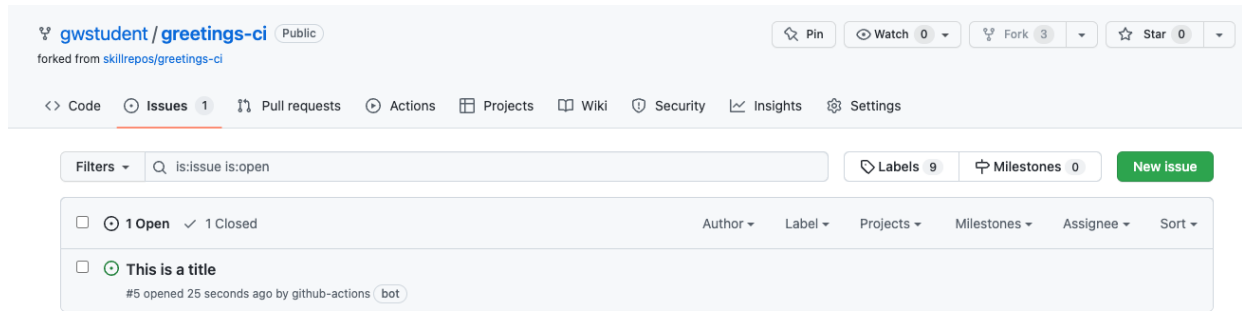 gwstudent / greetings-ci Public Pin Watch 0 Fork 3 Star 0
forked from skillrepos/greetings-ci
<> Code Issues 1 Pull requests Actions Projects Wiki Security Insights Settings
Filters is:issue is:open Labels 9 Milestones 0 New issue
1 Open 1 Closed Author Label Projects Milestones Assignee Sort
This is a title
#5 opened 25 seconds ago by github-actions bot